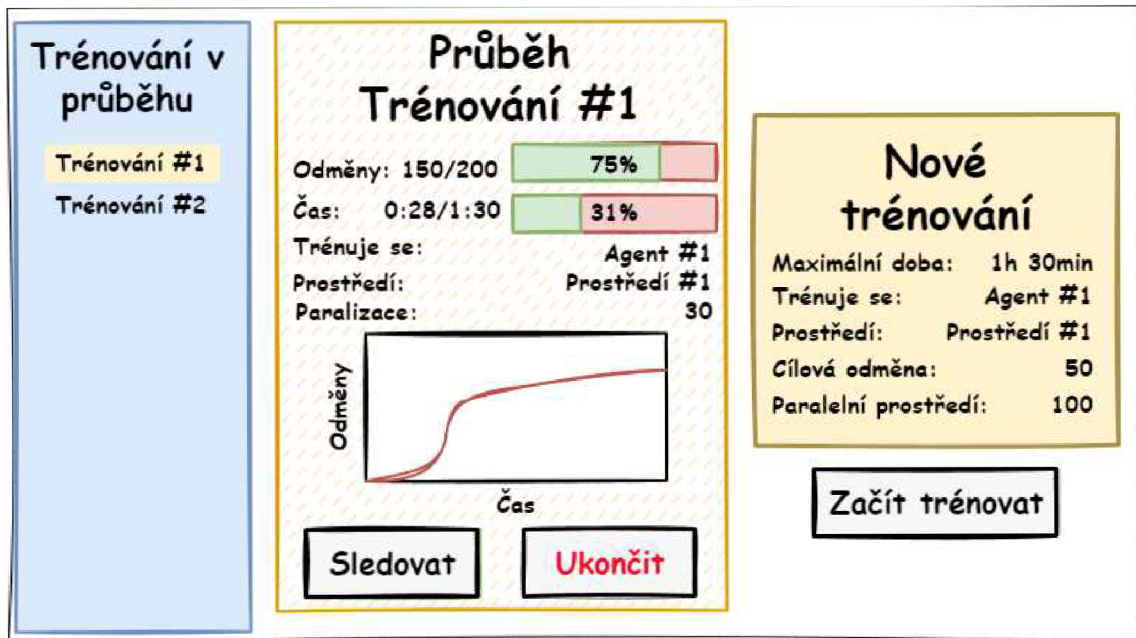 Trénování v
průběhu
Trénování #1
Trénování #2
Průběh
Trénování #1
Odměny: 150/200 75%
Čas: 0:28/1:30 31%
Trénuje se: Agent #1
Prostředí: Prostředí #1
Paralizace: 30
Odměny
Čas
Sledovat
Ukončit
Nové
trénování
Maximální doba: 1h 30min
Trénuje se: Agent #1
Prostředí: Prostředí #1
Cílová odměna: 50
Paralelní prostředí: 100
Začít trénovat